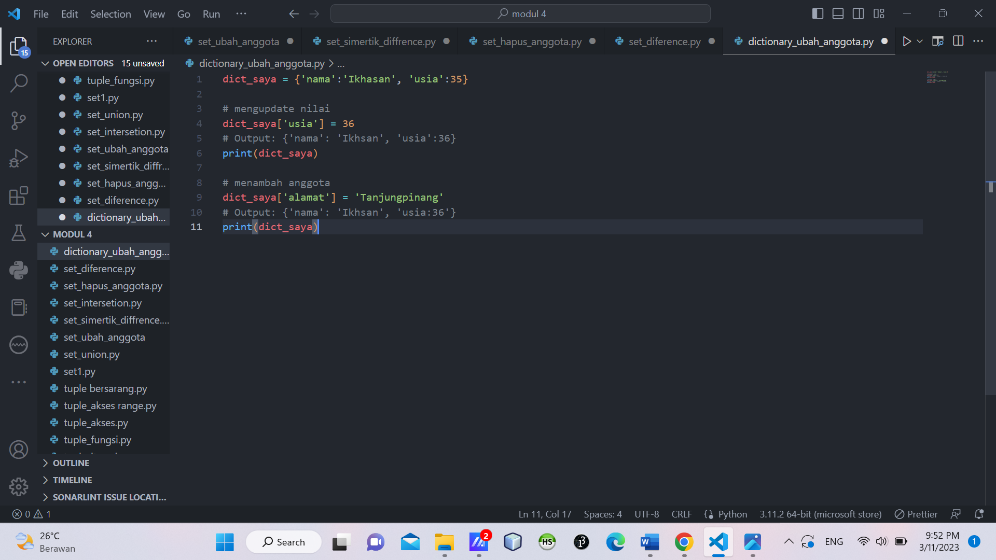 File Edit Selection View Go Run ···
modul 4
EXPLORER ···
set_ubah_anggota
set_simertik_diffrence.py
set_hapus_anggota.py
set_diference.py
dictionary_ubah_anggota.py
OPEN EDITORS 15 unsaved
15
tuple_fungsi.py
set1.py
set_union.py
set_intersetion.py
set_ubah_anggota
set_simertik_diffr...
set_hapus_angg...
set_diference.py
dictionary_ubah...
MODUL 4
dictionary_ubah_angg...
set_diference.py
set_hapus_anggota.py
set_intersetion.py
set_simertik_diffrence....
set_ubah_anggota
set_union.py
set1.py
tuple bersarang.py
tuple_akses range.py
tuple_akses.py
tuple_fungsi.py
OUTLINE
TIMELINE
SONARLINT ISSUE LOCATI...
dictionary_ubah_anggota.py > ...
1 dict_saya = {'nama':'Ikhasan', 'usia':35}
2
3 # mengupdate nilai
4 dict_saya['usia'] = 36
5 # Output: {'nama': 'Ikhsan', 'usia':36}
6 print(dict_saya)
7
8 # menambah anggota
9 dict_saya['alamat'] = 'Tanjungpinang'
10 # Output: {'nama': 'Ikhsan', 'usia:36'}
11 print(dict_saya)
0 1
Ln 11, Col 17 Spaces: 4 UTF-8 CRLF Python 3.11.2 64-bit (microsoft store) Prettier
26°C
Berawan
Search
2
HS!
ENG
9:52 PM
3/11/2023
1